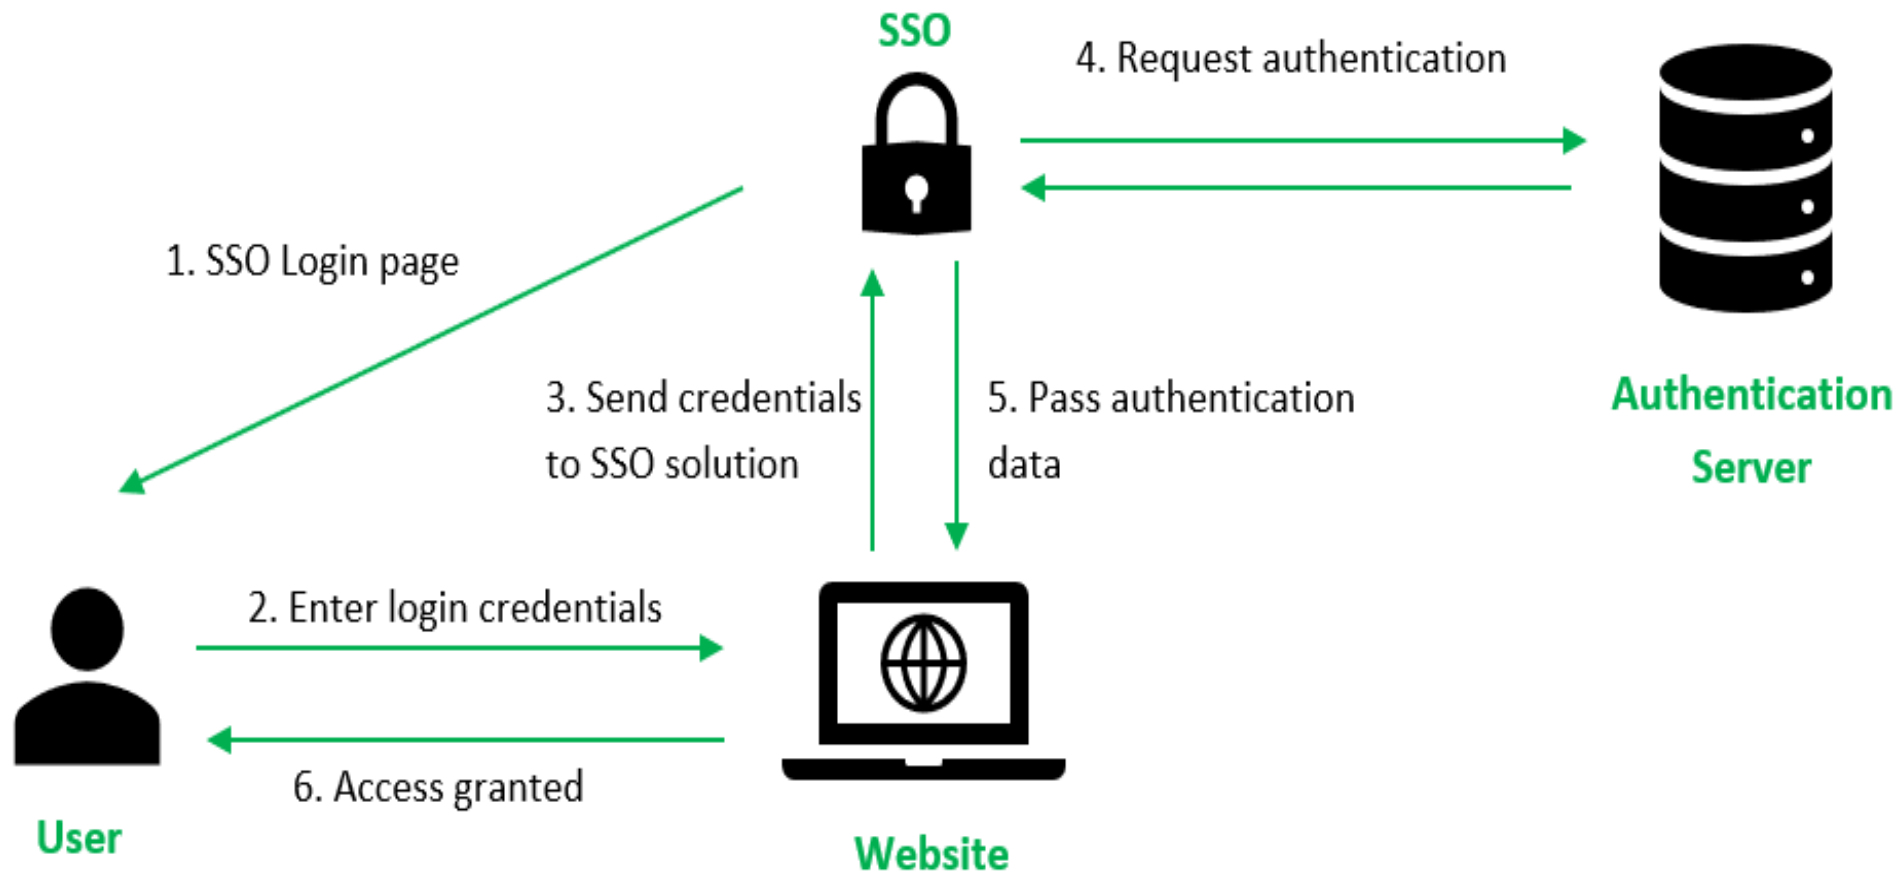 SSO
4. Request authentication
1. SSO Login page
3. Send credentials
to SSO solution
5. Pass authentication
data
Authentication
Server
2. Enter login credentials
6. Access granted
User
Website